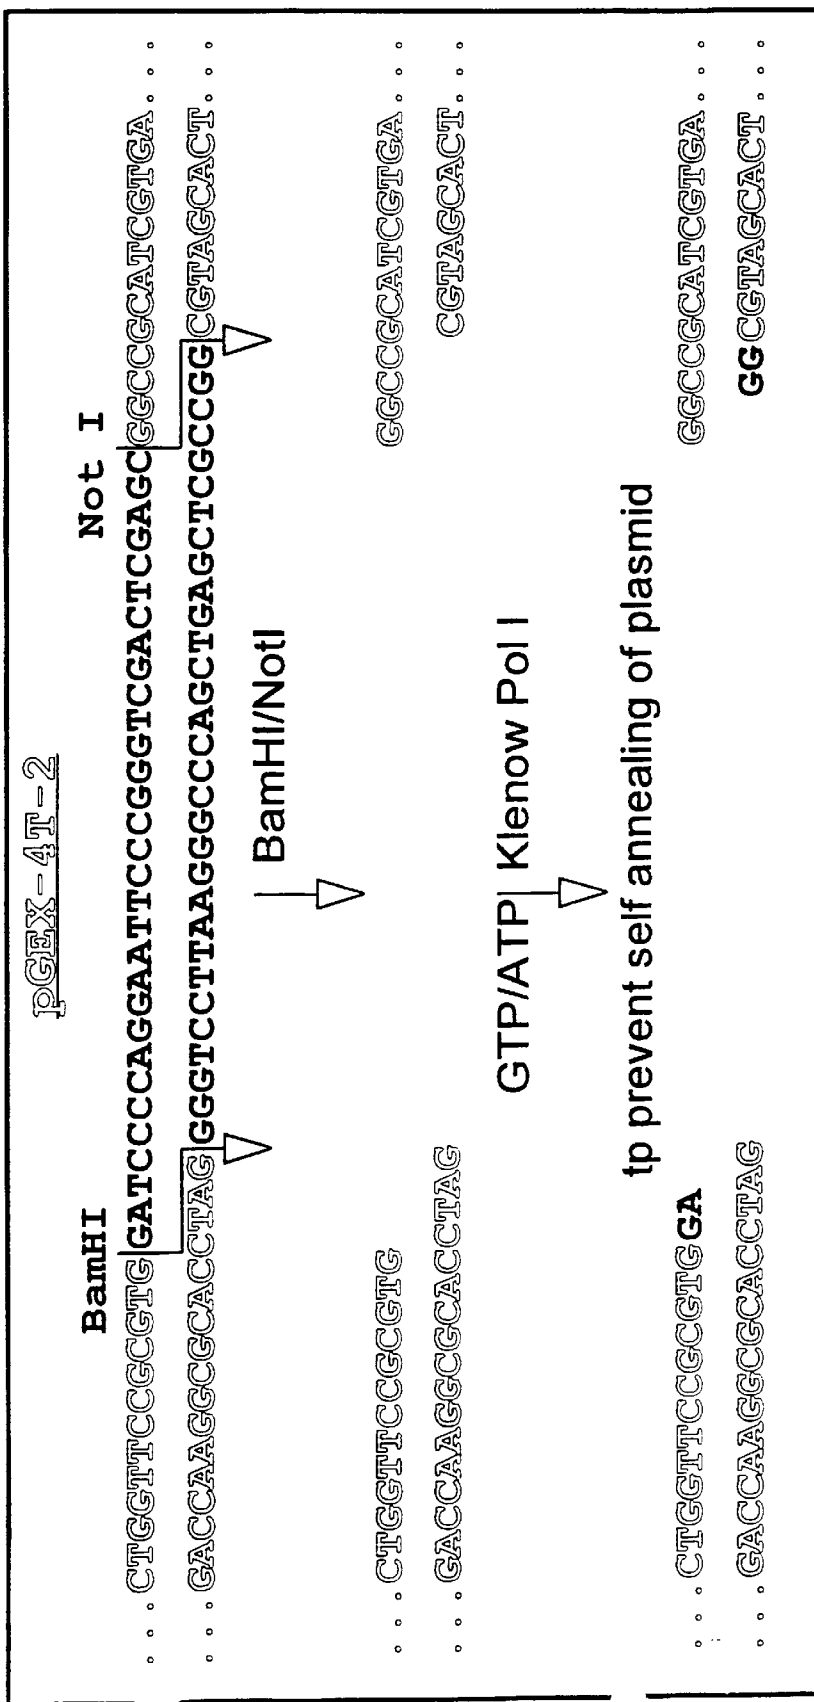 pGEX-4T-2
BamHI Not I
...CTGGTTCCGCGTGGATCCCCAGGAATTCCCGGGTCGACTCGAGCGGCCGCATCGTGA...
...GACCAAGGCGCACCTAGGGGTCCTTAAGGGCCCAGCTGAGCTCGCCGGCGTAGCACT...
BamHI/NotI
...CTGGTTCCGCGTG GGCCGCATCGTGA...
...GACCAAGGCGCACCTAG CGTAGCACT...
GTP/ATP Klenow Pol I
tp prevent self annealing of plasmid
...CTGGTTCCGCGTGGA GGCCGCATCGTGA...
...GACCAAGGCGCACCTAG GGCGTAGCACT...